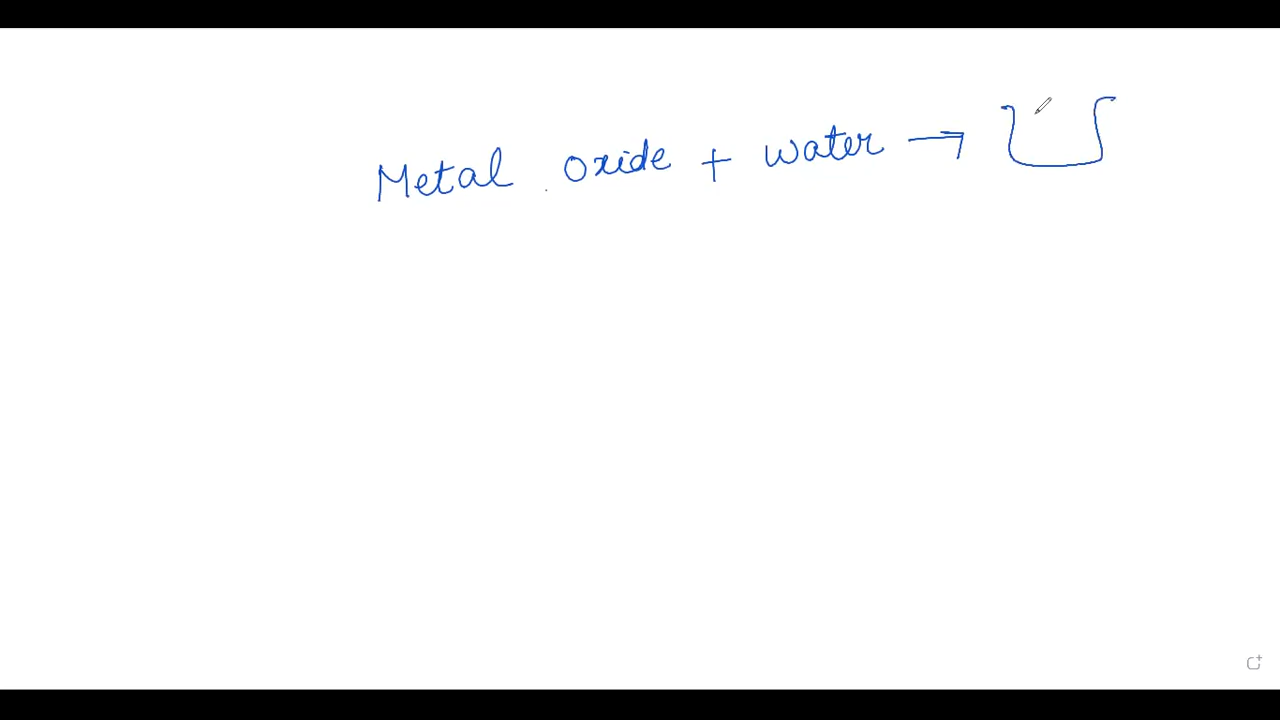 Metal oxide + water →